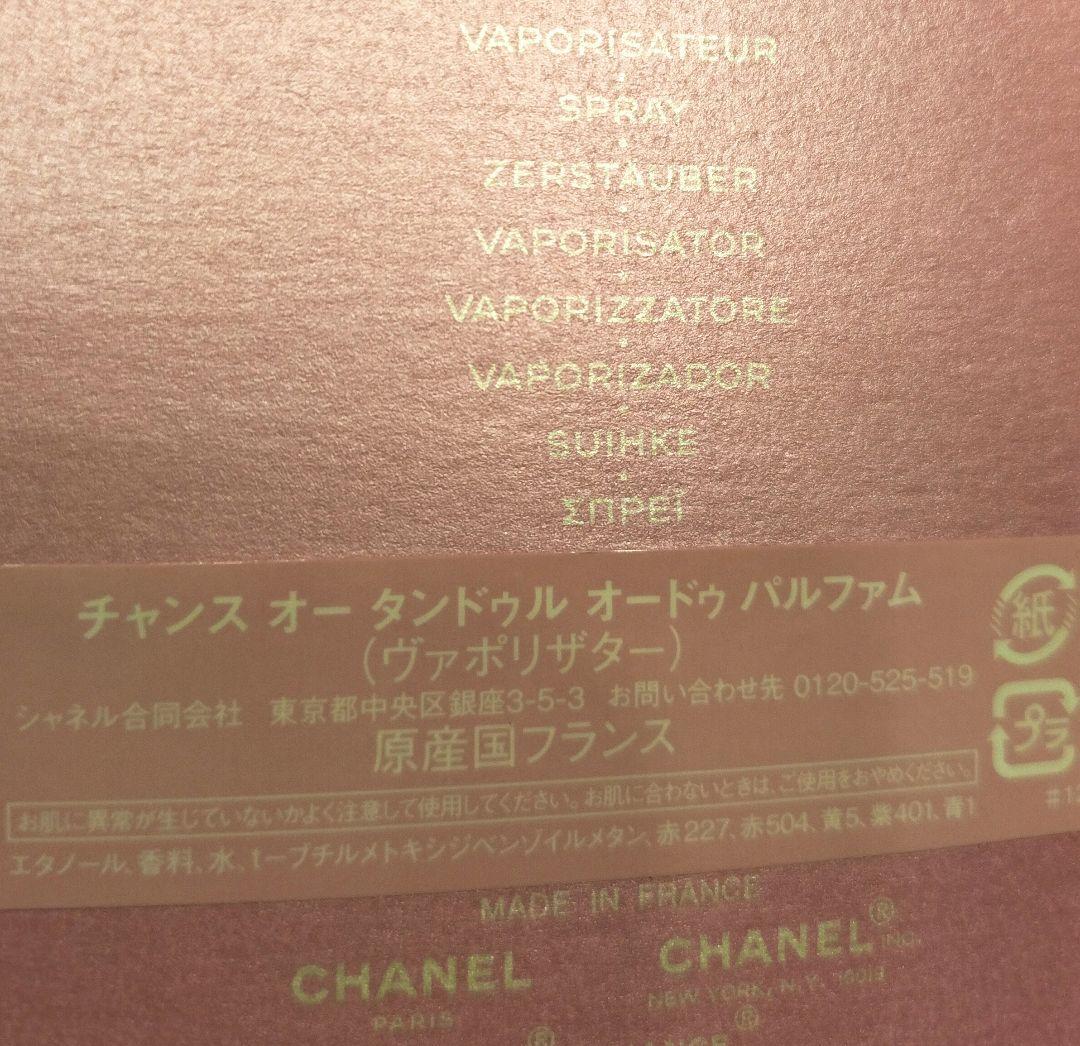 VAPORISATEUR
SPRAY
ZERSTÄUBER
VAPORISATOR
VAPORIZZATORE
VAPORIZADOR
SUIHKE
ΣΠΡΕΪ
チャンス オー タンドゥル オードゥ パルファム
(ヴァポリザター)
紙
シャネル合同会社 東京都中央区銀座3-5-3 お問い合わせ先 0120-525-519
原産国フランス
プラ
お肌に異常が生じていないかよく注意して使用してください。お肌に合わないときは、ご使用をおやめください。
エタノール、香料、水、t-ブチルメトキシジベンゾイルメタン、赤227、赤504、黄5、紫401、青1
MADE IN FRANCE
CHANEL
PARIS
CHANEL® INC.
NEW YORK, N.Y. 10019
®
®